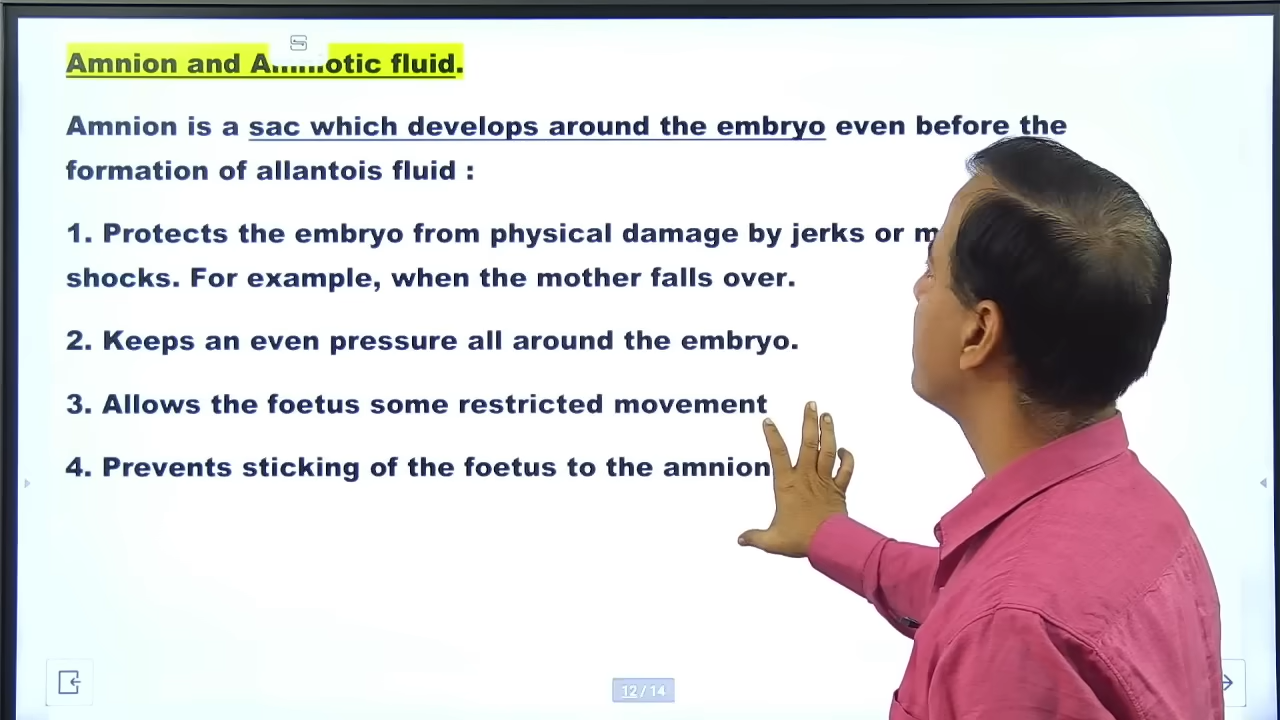 Amnion and fluid.
Amnion is a sac which develops around the embryo even before the
formation of allantois fluid :
1. Protects the embryo from physical damage by jerks or
shocks. For example, when the mother falls over.
2. Keeps an even pressure all around the embryo.
3. Allows the foetus some restricted movement
4. Prevents sticking of the foetus to the amnion
12 / 14